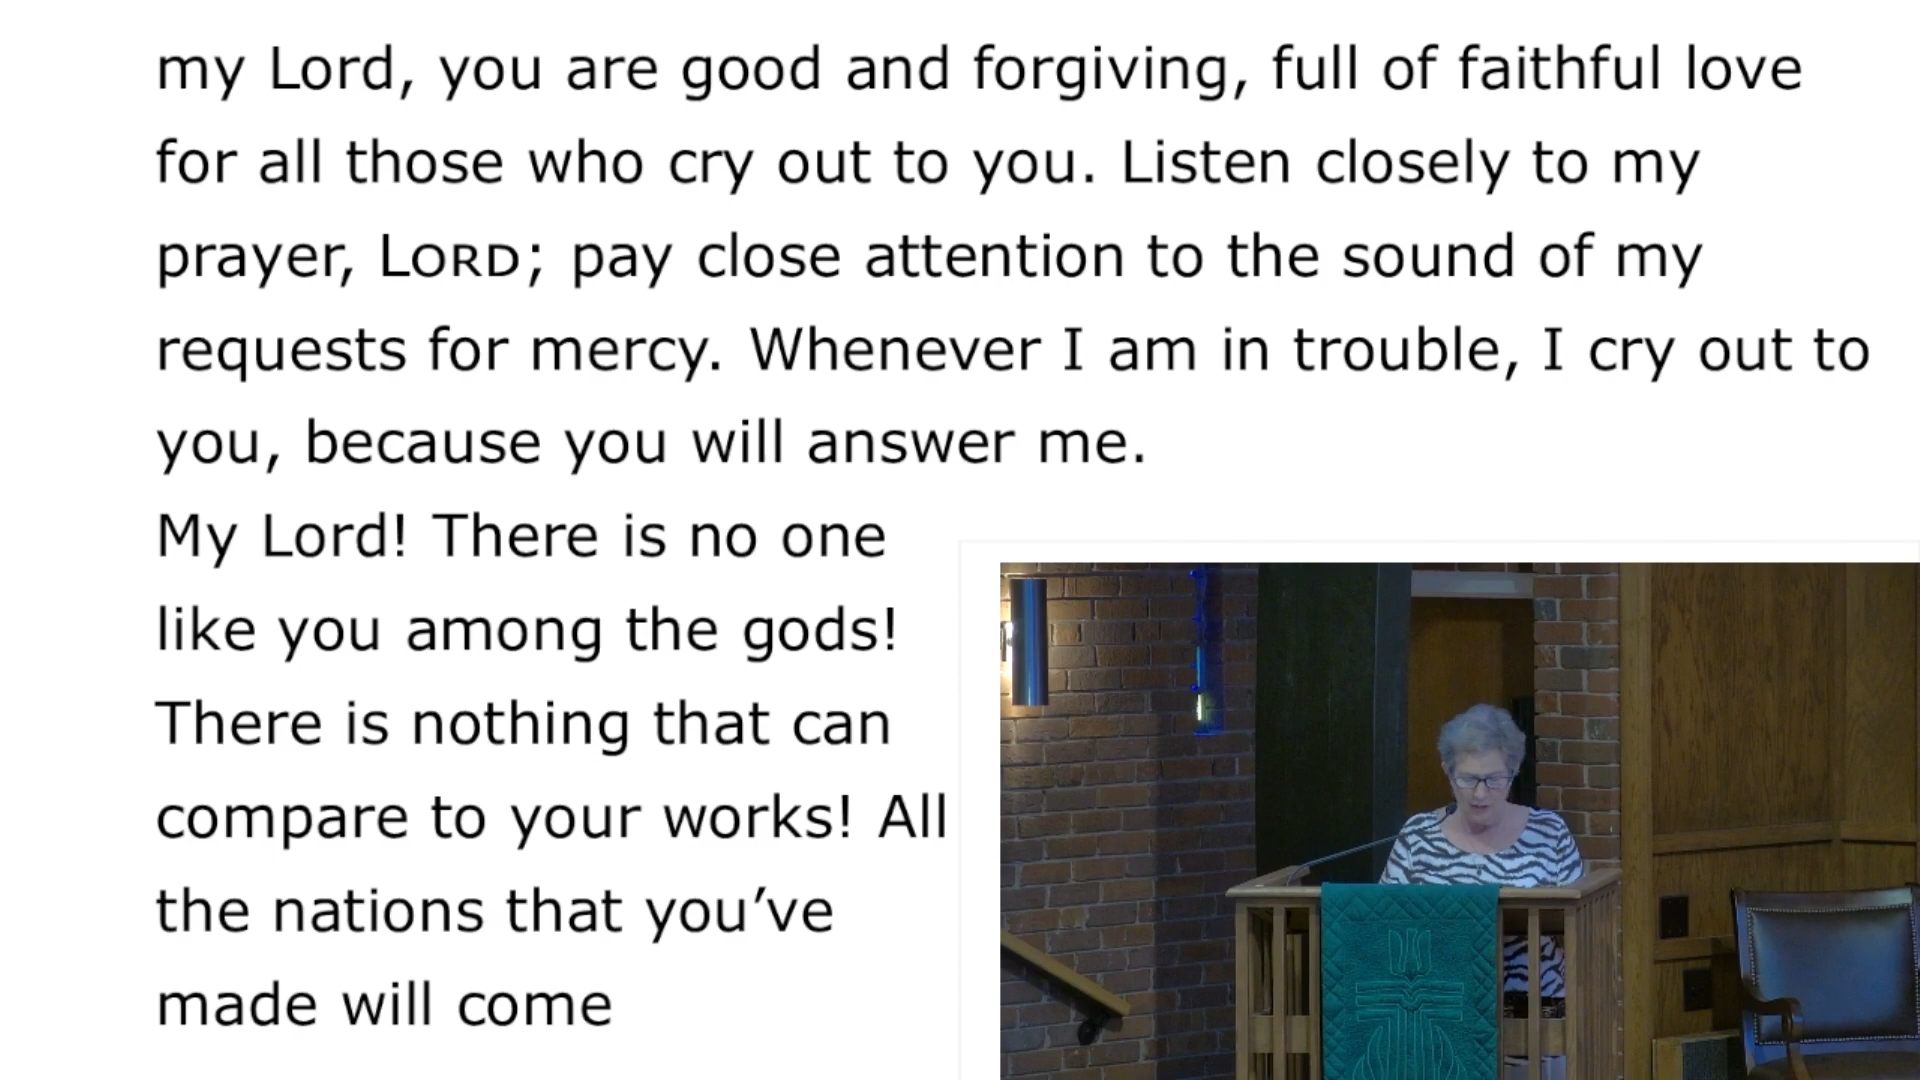 my Lord, you are good and forgiving, full of faithful love
for all those who cry out to you. Listen closely to my
prayer, LORD; pay close attention to the sound of my
requests for mercy. Whenever I am in trouble, I cry out to
you, because you will answer me.
My Lord! There is no one
like you among the gods!
There is nothing that can
compare to your works! All
the nations that you’ve
made will come